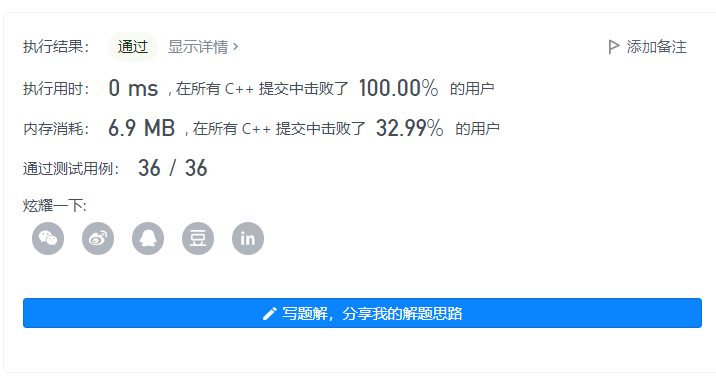 执行结果： 通过 显示详情 › 添加备注
执行用时： 0 ms , 在所有 C++ 提交中击败了 100.00% 的用户
内存消耗： 6.9 MB , 在所有 C++ 提交中击败了 32.99% 的用户
通过测试用例： 36 / 36
炫耀一下:
豆 in
写题解，分享我的解题思路